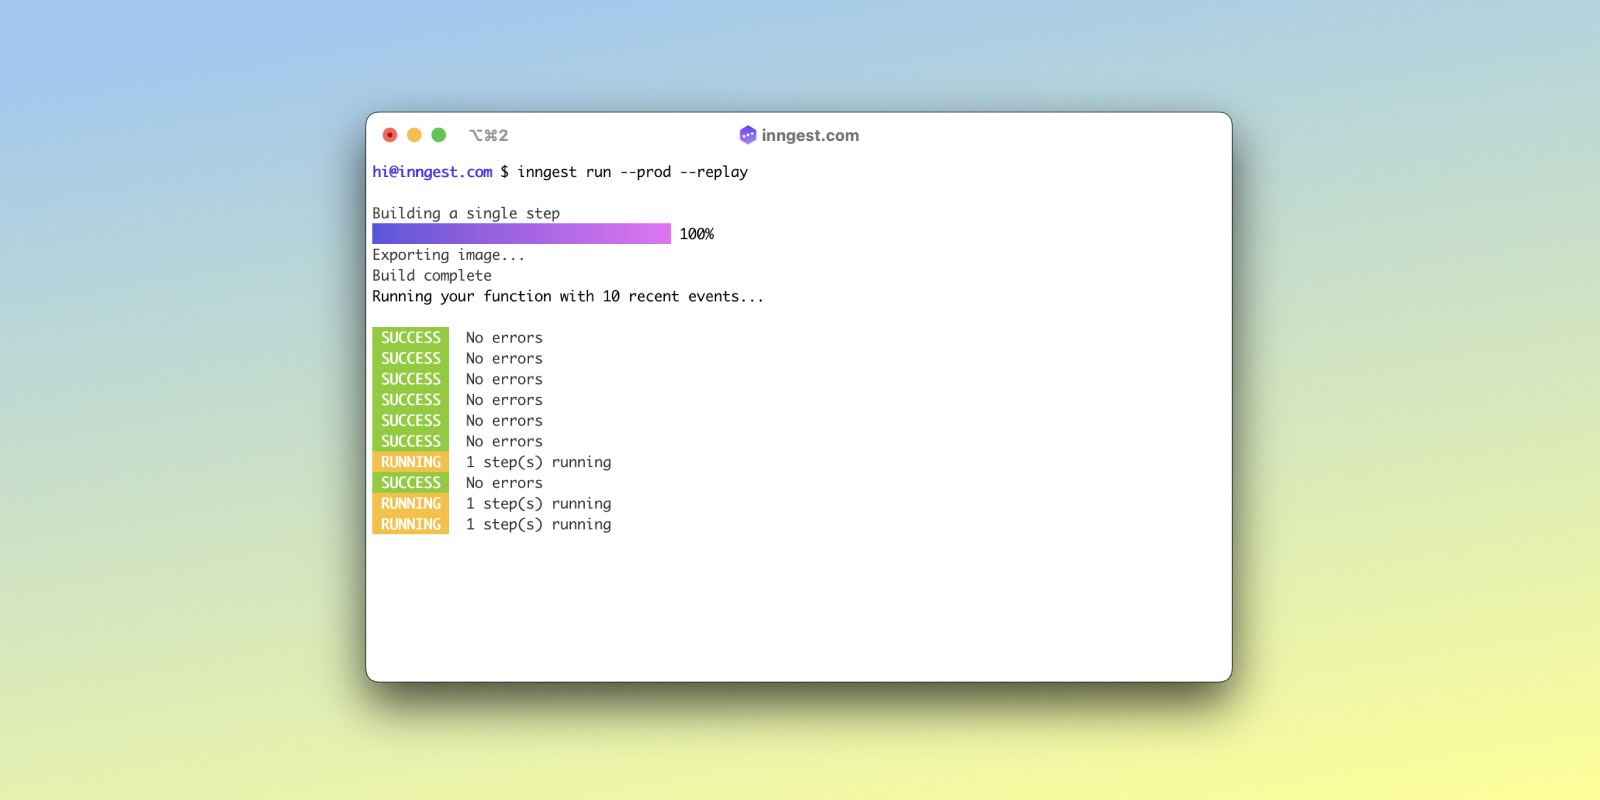 ⌥⌘2 inngest.com
hi@inngest.com $ inngest run --prod --replay
Building a single step
100%
Exporting image...
Build complete
Running your function with 10 recent events...
SUCCESS No errors
SUCCESS No errors
SUCCESS No errors
SUCCESS No errors
SUCCESS No errors
SUCCESS No errors
RUNNING 1 step(s) running
SUCCESS No errors
RUNNING 1 step(s) running
RUNNING 1 step(s) running